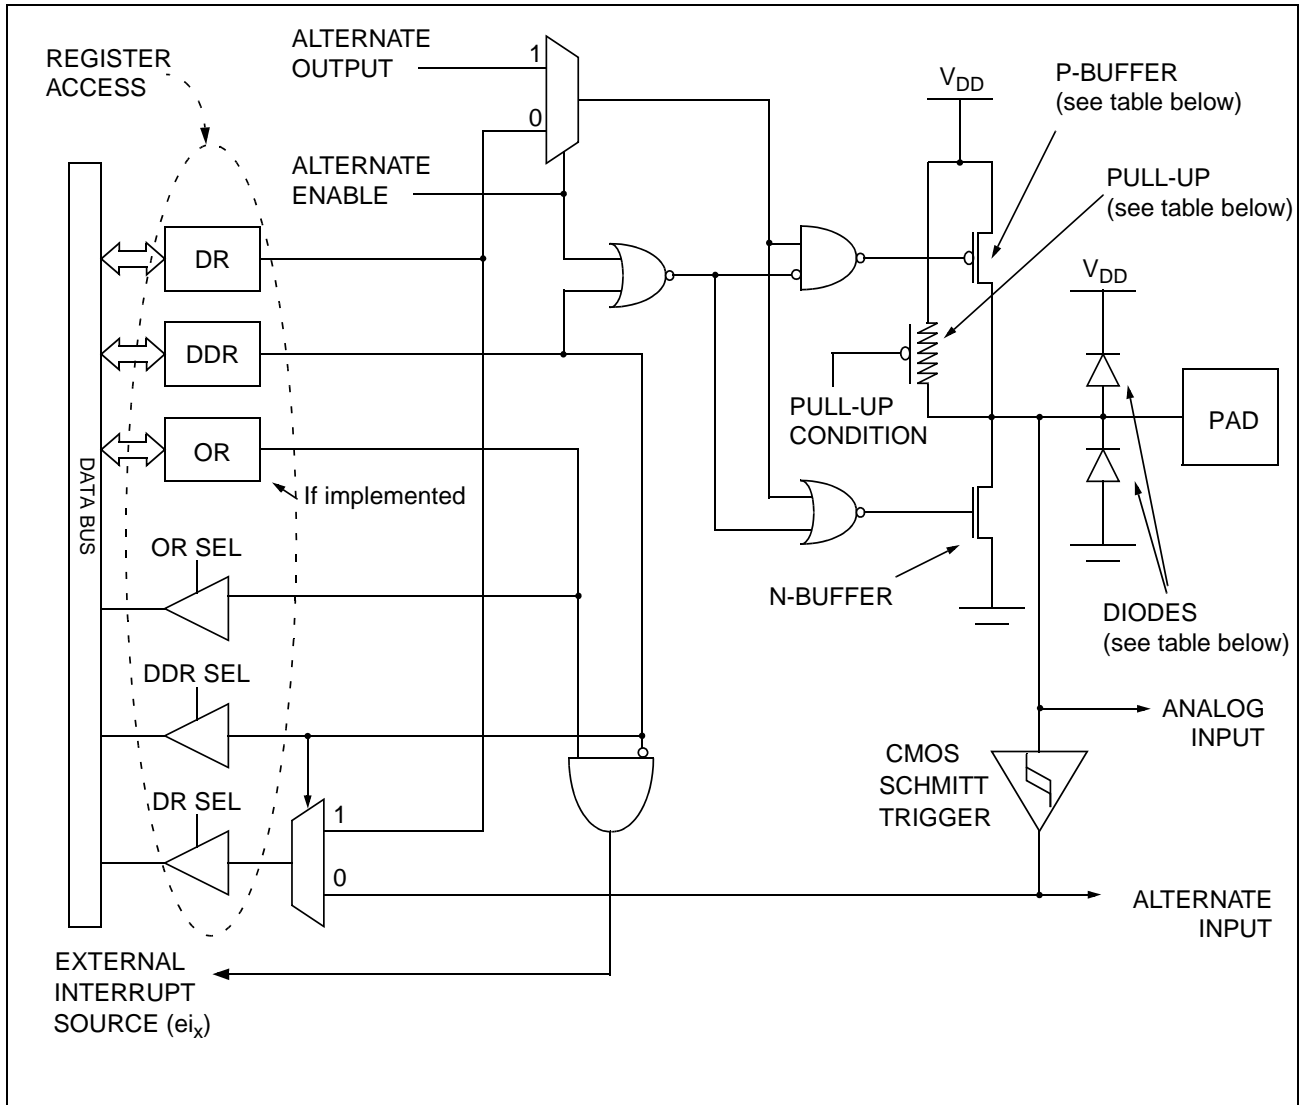 REGISTER
ACCESS
ALTERNATE
OUTPUT
1
0
ALTERNATE
ENABLE
VDD
P-BUFFER
(see table below)
PULL-UP
(see table below)
DR
DDR
OR
If implemented
DATA BUS
VDD
PULL-UP
CONDITION
PAD
OR SEL
N-BUFFER
DIODES
(see table below)
DDR SEL
ANALOG
INPUT
CMOS
SCHMITT
TRIGGER
DR SEL
1
0
ALTERNATE
INPUT
EXTERNAL
INTERRUPT
SOURCE (eix)